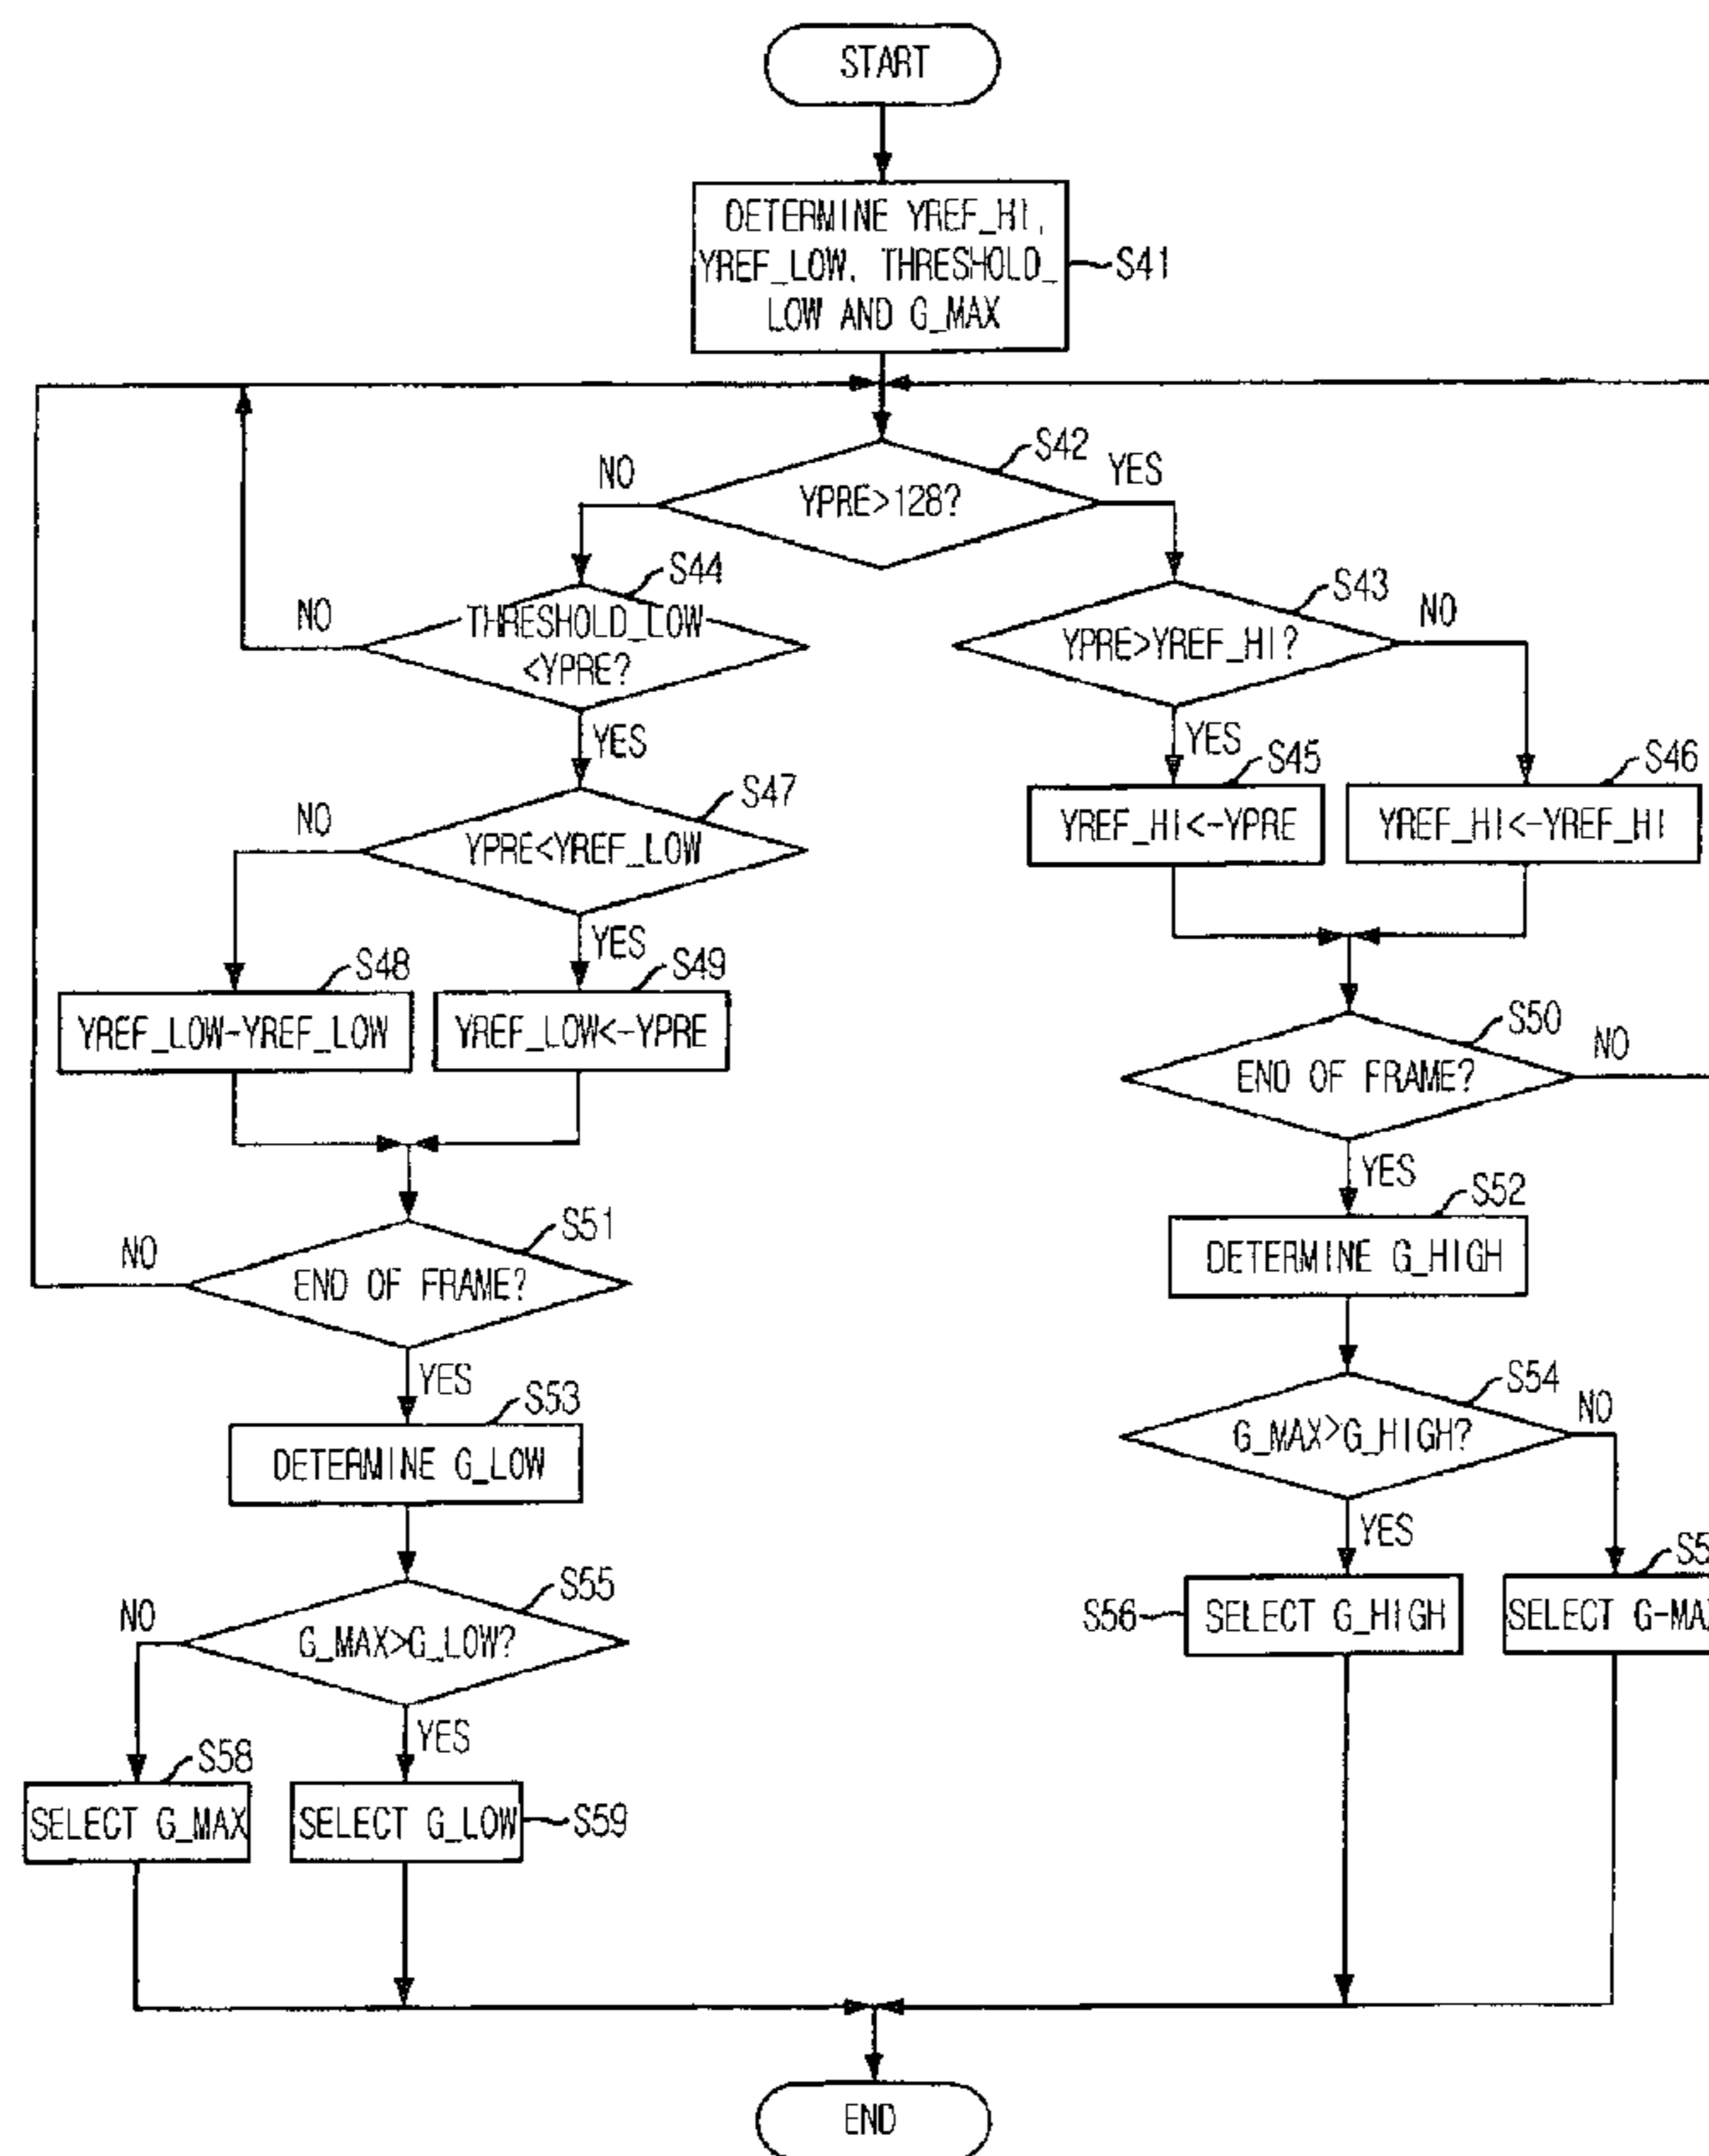 START
DETERMINE YREF_HI,
YREF_LOW, THRESHOLD_
LOW AND G_MAX
S41
S42
NO
YES
YPRE>128?
S44
S43
NO
THRESHOLD_LOW
<YPRE?
YPRE>YREF_HI?
NO
YES
YES
S45
S46
S47
NO
YPRE<YREF_LOW
YREF_HI<-YPRE
YREF_HI<-YREF_HI
YES
S48
S49
YREF_LOW-YREF_LOW
YREF_LOW<-YPRE
S50
END OF FRAME?
NO
YES
S51
S52
NO
END OF FRAME?
DETERMINE G_HIGH
YES
S53
S54
DETERMINE G_LOW
G_MAX>G_HIGH?
NO
YES
S55
NO
G_MAX>G_LOW?
S56
SELECT G_HIGH
YES
S58
SELECT G_MAX
SELECT G_LOW
S59
END